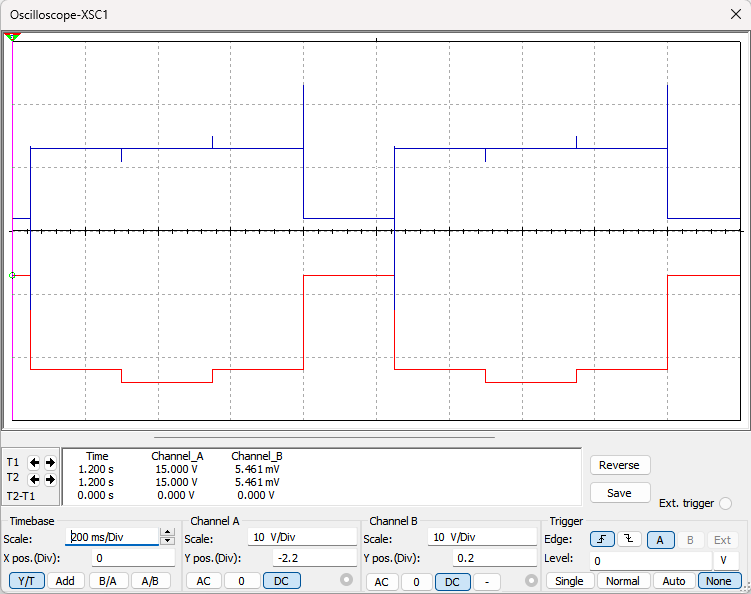 Oscilloscope-XSC1
T1
T2
T2-T1
Time Channel_A Channel_B
1.200 s 15.000 V 5.461 mV
1.200 s 15.000 V 5.461 mV
0.000 s 0.000 V 0.000 V
Reverse
Save
Ext. trigger
Timebase
Scale: 200 ms/Div
X pos.(Div): 0
Y/T Add B/A A/B
Channel A
Scale: 10 V/Div
Y pos.(Div): -2.2
AC 0 DC
Channel B
Scale: 10 V/Div
Y pos.(Div): 0.2
AC 0 DC -
Trigger
Edge: A B Ext
Level: 0 V
Single Normal Auto None